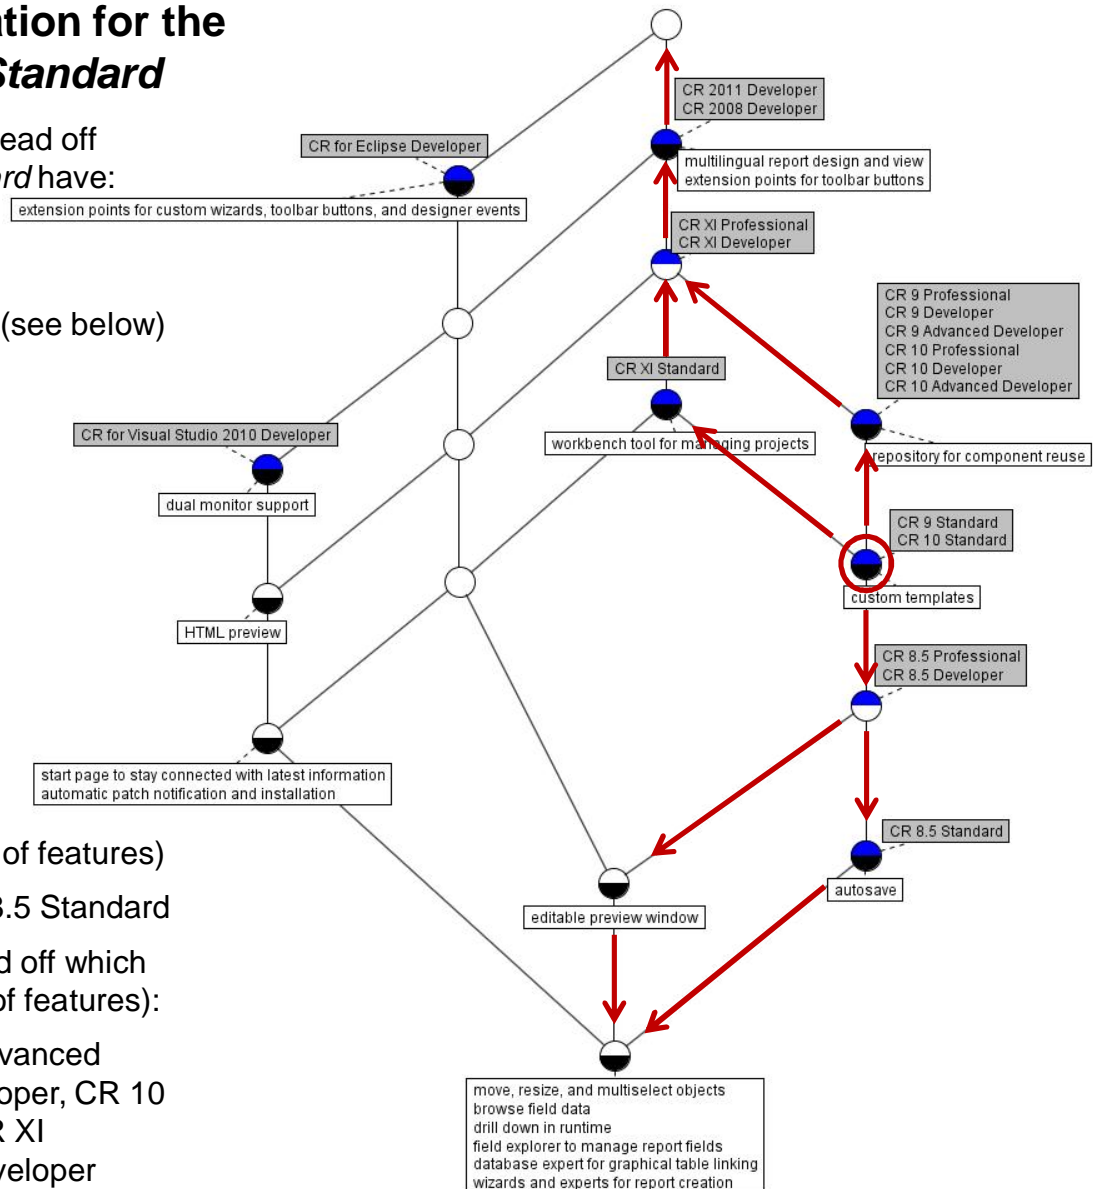 ation for the
Standard
ead off
ard have:
(see below)
of features)
3.5 Standard
d off which
of features):
dvanced
oper, CR 10
R XI
veloper
CR 2011 Developer
CR 2008 Developer
multilingual report design and view
extension points for toolbar buttons
CR for Eclipse Developer
extension points for custom wizards, toolbar buttons, and designer events
CR XI Professional
CR XI Developer
CR 9 Professional
CR 9 Developer
CR 9 Advanced Developer
CR 10 Professional
CR 10 Developer
CR 10 Advanced Developer
repository for component reuse
CR XI Standard
workbench tool for managing projects
CR for Visual Studio 2010 Developer
dual monitor support
CR 9 Standard
CR 10 Standard
custom templates
HTML preview
CR 8.5 Professional
CR 8.5 Developer
start page to stay connected with latest information
automatic patch notification and installation
CR 8.5 Standard
autosave
editable preview window
move, resize, and multiselect objects
browse field data
drill down in runtime
field explorer to manage report fields
database expert for graphical table linking
wizards and experts for report creation